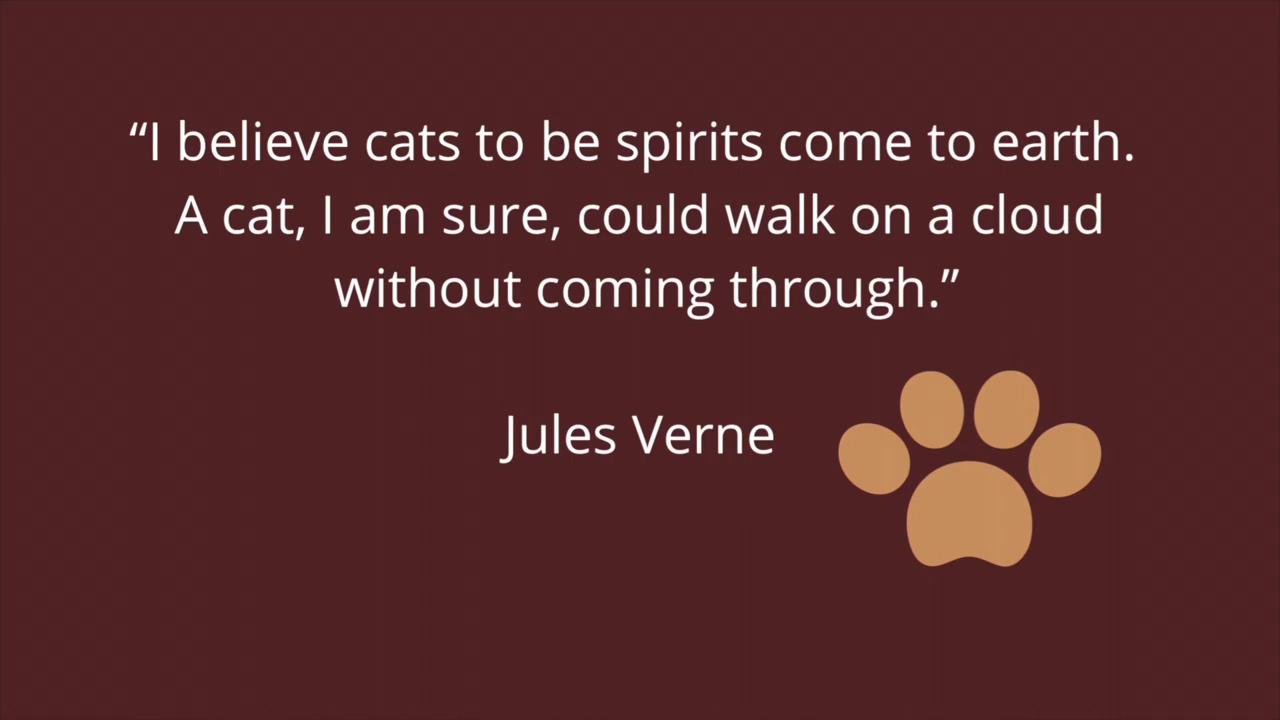 “I believe cats to be spirits come to earth.
A cat, I am sure, could walk on a cloud
without coming through.”
Jules Verne